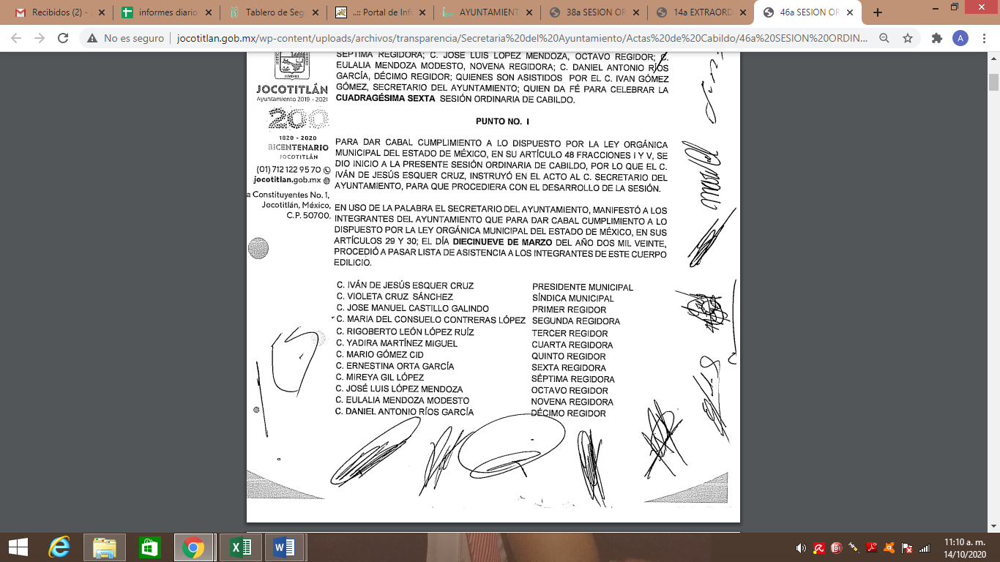 Recibidos (2) -
informes diario
Tablero de Seg
..:: Portal de Info
AYUNTAMIENT
38a SESION OR
14a EXTRAORD
46a SESION OR
No es seguro
jocotitlan.gob.mx/wp-content/uploads/archivos/transparencia/Secretaria%20del%20Ayuntamiento/Actas%20de%20Cabildo/46a%20SESION%20ORDIN...
A
JOCOTITLÁN
Ayuntamiento 2019 - 2021
200
1820 - 2020
BICENTENARIO
JOCOTITLÁN
(01) 712 122 95 70
jocotitlan.gob.mx
a Constituyentes No. 1,
Jocotitlán, México,
C.P. 50700.
SÉPTIMA REGIDORA; C. JOSÉ LUIS LÓPEZ MENDOZA, OCTAVO REGIDOR; C.
EULALIA MENDOZA MODESTO, NOVENA REGIDORA; C. DANIEL ANTONIO RÍOS
GARCÍA, DÉCIMO REGIDOR; QUIENES SON ASISTIDOS POR EL C. IVAN GÓMEZ
GÓMEZ, SECRETARIO DEL AYUNTAMIENTO; QUIEN DA FÉ PARA CELEBRAR LA
CUADRAGÉSIMA SEXTA SESIÓN ORDINARIA DE CABILDO.
PUNTO NO. I
PARA DAR CABAL CUMPLIMIENTO A LO DISPUESTO POR LA LEY ORGÁNICA
MUNICIPAL DEL ESTADO DE MÉXICO, EN SU ARTÍCULO 48 FRACCIONES I Y V, SE
DIO INICIO A LA PRESENTE SESIÓN ORDINARIA DE CABILDO, POR LO QUE EL C.
IVÁN DE JESÚS ESQUER CRUZ, INSTRUYÓ EN EL ACTO AL C. SECRETARIO DEL
AYUNTAMIENTO, PARA QUE PROCEDIERA CON EL DESARROLLO DE LA SESIÓN.
EN USO DE LA PALABRA EL SECRETARIO DEL AYUNTAMIENTO, MANIFESTÓ A LOS
INTEGRANTES DEL AYUNTAMIENTO QUE PARA DAR CABAL CUMPLIMIENTO A LO
DISPUESTO POR LA LEY ORGÁNICA MUNICIPAL DEL ESTADO DE MÉXICO, EN SUS
ARTÍCULOS 29 Y 30; EL DÍA DIECINUEVE DE MARZO DEL AÑO DOS MIL VEINTE,
PROCEDIÓ A PASAR LISTA DE ASISTENCIA A LOS INTEGRANTES DE ESTE CUERPO
EDILICIO.
C. IVÁN DE JESÚS ESQUER CRUZ PRESIDENTE MUNICIPAL
C. VIOLETA CRUZ SÁNCHEZ SÍNDICA MUNICIPAL
C. JOSE MANUEL CASTILLO GALINDO PRIMER REGIDOR
C. MARIA DEL CONSUELO CONTRERAS LÓPEZ SEGUNDA REGIDORA
C. RIGOBERTO LEÓN LÓPEZ RUÍZ TERCER REGIDOR
C. YADIRA MARTÍNEZ MIGUEL CUARTA REGIDORA
C. MARIO GÓMEZ CID QUINTO REGIDOR
C. ERNESTINA ORTA GARCÍA SEXTA REGIDORA
C. MIREYA GIL LÓPEZ SÉPTIMA REGIDORA
C. JOSÉ LUIS LÓPEZ MENDOZA OCTAVO REGIDOR
C. EULALIA MENDOZA MODESTO NOVENA REGIDORA
C. DANIEL ANTONIO RÍOS GARCÍA DÉCIMO REGIDOR
11:10 a. m.
14/10/2020